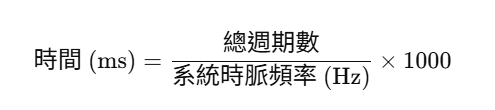 時間 (ms) = 總週期數 / 系統時脈頻率 (Hz) × 1000